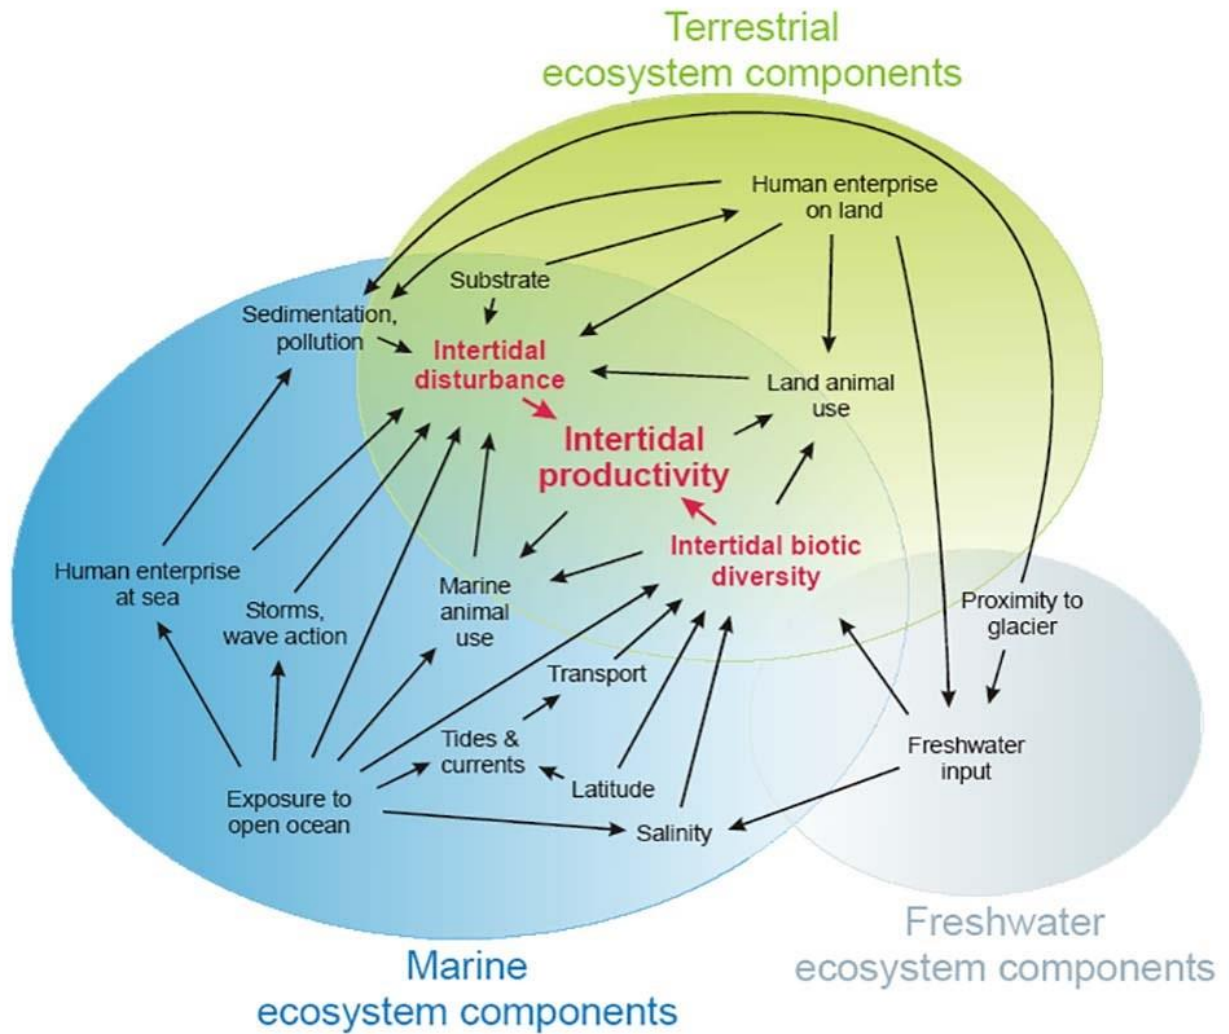 Terrestrial
ecosystem components
Human enterprise
on land
Substrate
Sedimentation,
pollution
Intertidal
disturbance
Land animal
use
Intertidal
productivity
Intertidal biotic
diversity
Human enterprise
at sea
Storms,
wave action
Marine
animal
use
Proximity to
glacier
Transport
Tides &
currents
Latitude
Freshwater
input
Exposure to
open ocean
Salinity
Freshwater
ecosystem components
Marine
ecosystem components